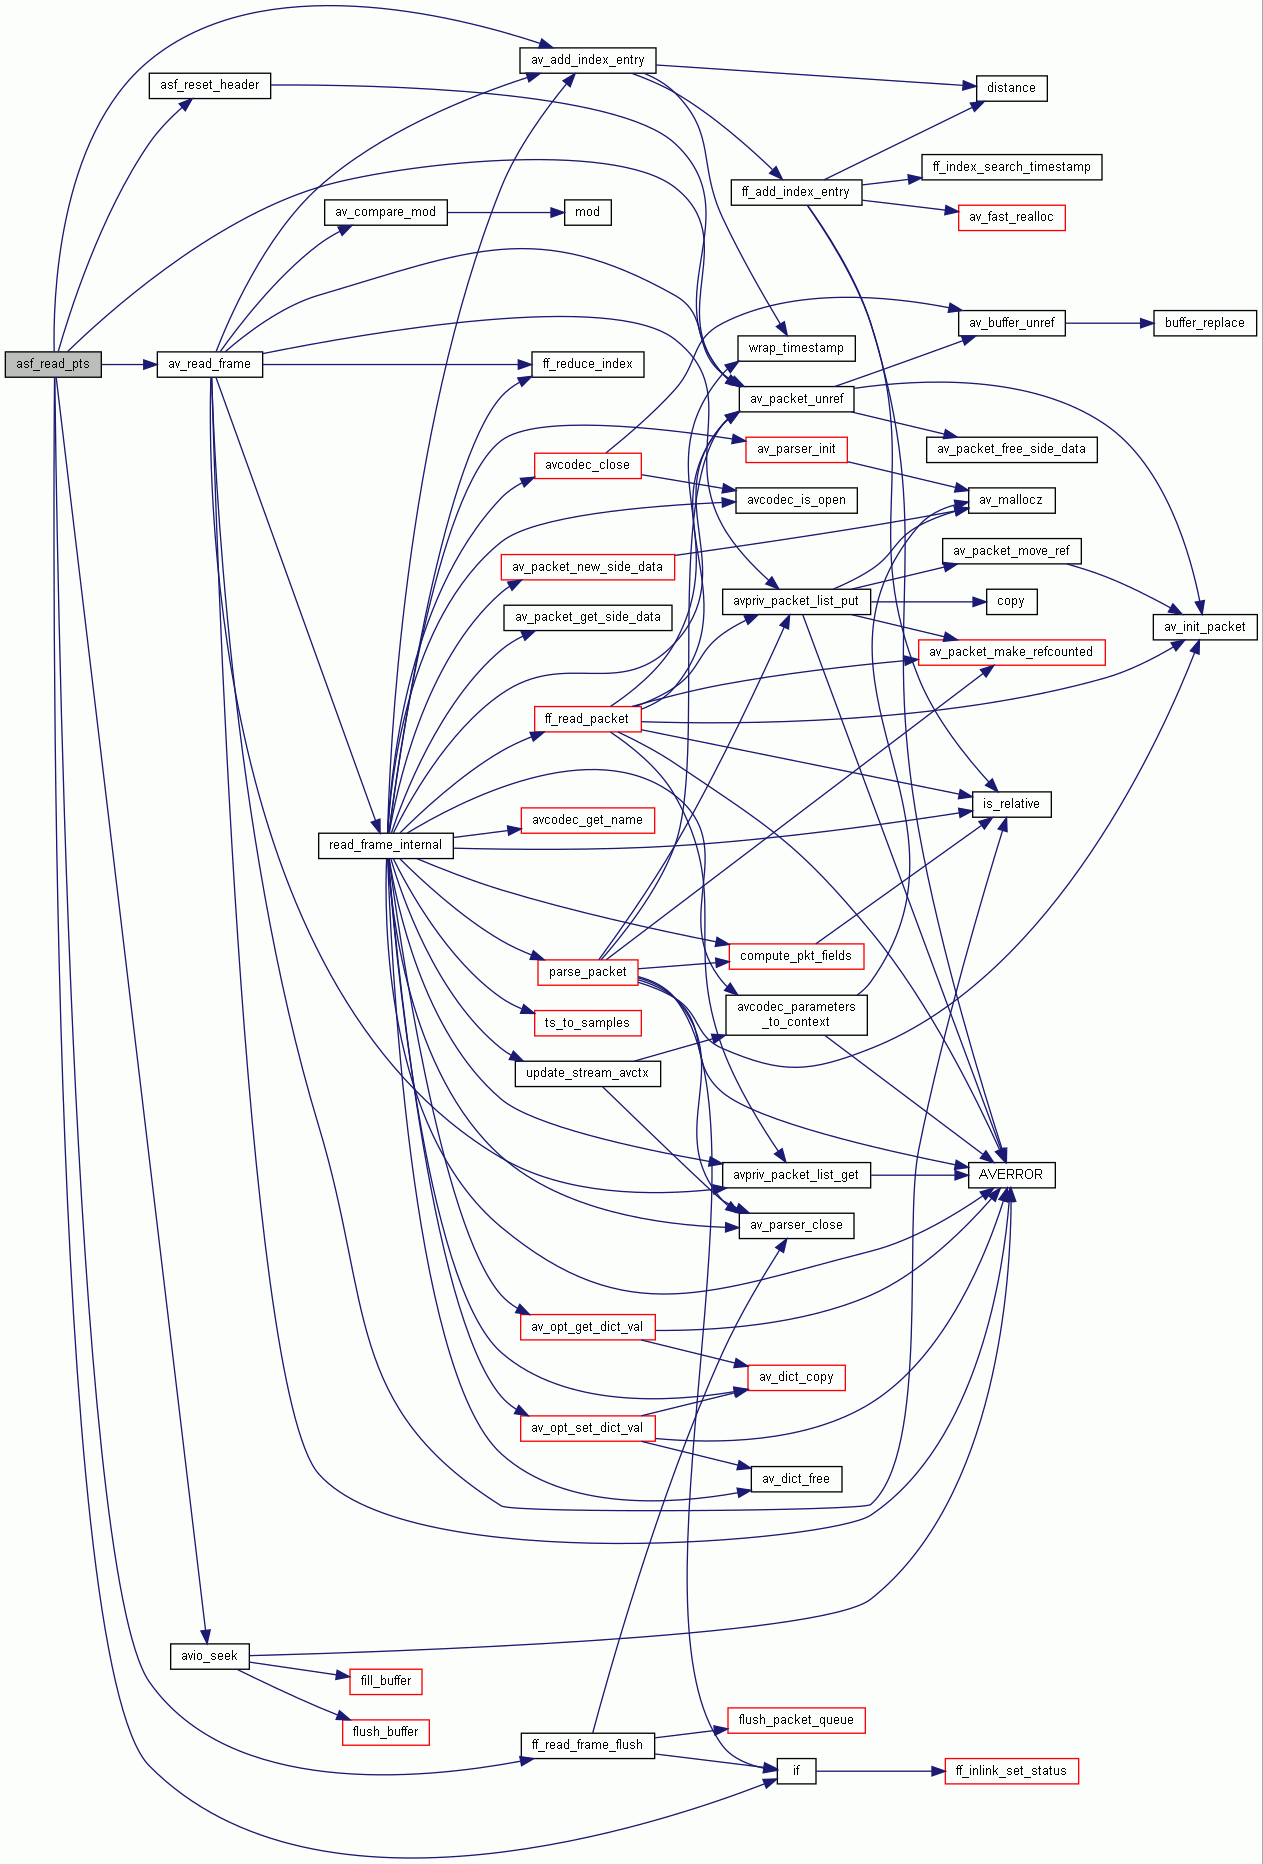 av_add_index_entry
asf_reset_header
distance
ff_index_search_timestamp
ff_add_index_entry
av_compare_mod
mod
av_fast_realloc
av_buffer_unref
buffer_replace
wrap_timestamp
asf_read_pts
av_read_frame
ff_reduce_index
av_packet_unref
av_parser_init
av_packet_free_side_data
avcodec_close
avcodec_is_open
av_mallocz
av_packet_move_ref
av_packet_new_side_data
avpriv_packet_list_put
copy
av_packet_get_side_data
av_init_packet
av_packet_make_refcounted
ff_read_packet
is_relative
avcodec_get_name
read_frame_internal
compute_pkt_fields
parse_packet
avcodec_parameters
_to_context
ts_to_samples
update_stream_avctx
avpriv_packet_list_get
AVERROR
av_parser_close
av_opt_get_dict_val
av_dict_copy
av_opt_set_dict_val
av_dict_free
avio_seek
fill_buffer
flush_packet_queue
flush_buffer
ff_read_frame_flush
if
ff_inlink_set_status